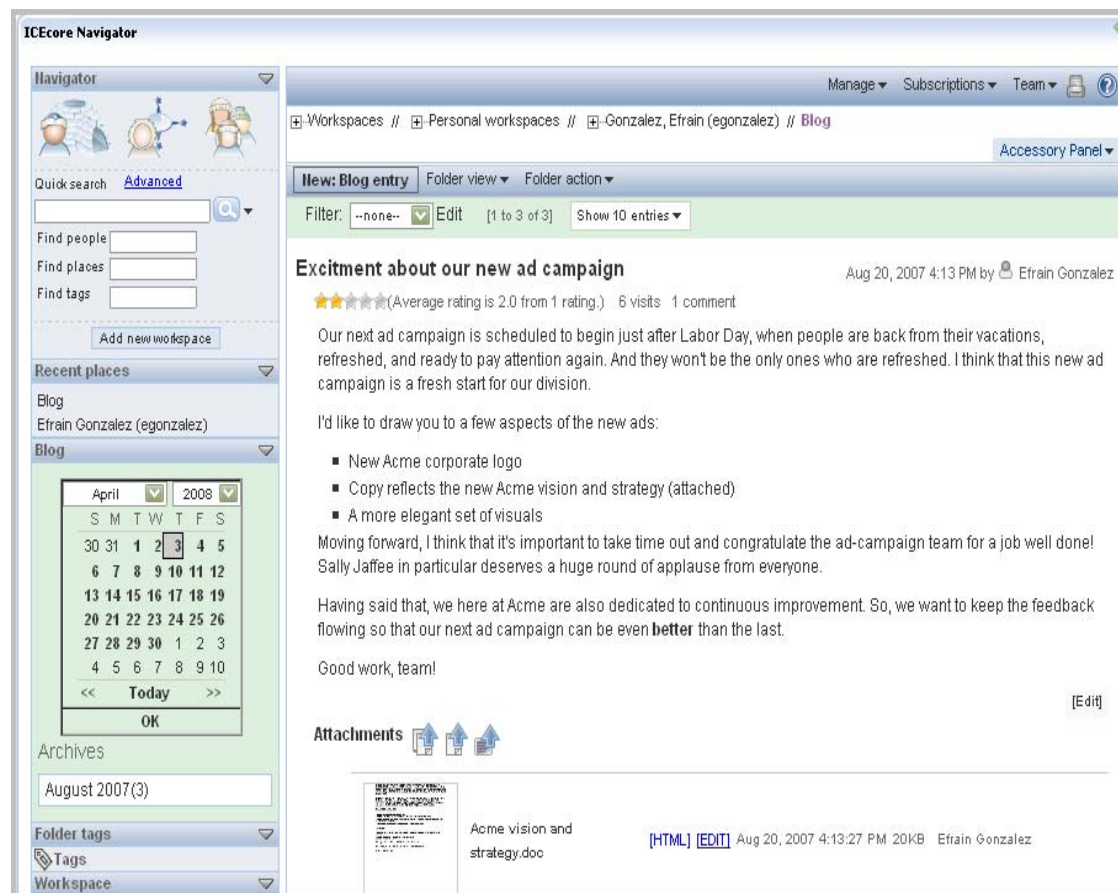 ICEcore Navigator
Navigator
Quick search Advanced
Find people
Find places
Find tags
Add new workspace
Recent places
Blog
Efrain Gonzalez (egonzalez)
Blog
April 2008
S M T W T F S
30 31 1 2 3 4 5
6 7 8 9 10 11 12
13 14 15 16 17 18 19
20 21 22 23 24 25 26
27 28 29 30 1 2 3
4 5 6 7 8 9 10
<< Today >>
OK
Archives
August 2007(3)
Folder tags
Tags
Workspace
Manage Subscriptions Team
Workspaces // Personal workspaces // Gonzalez, Efrain (egonzalez) // Blog
Accessory Panel
New: Blog entry Folder view Folder action
Filter: --none-- Edit [1 to 3 of 3] Show 10 entries
Excitment about our new ad campaign Aug 20, 2007 4:13 PM by Efrain Gonzalez
(Average rating is 2.0 from 1 rating.) 6 visits 1 comment
Our next ad campaign is scheduled to begin just after Labor Day, when people are back from their vacations,
refreshed, and ready to pay attention again. And they won't be the only ones who are refreshed. I think that this new ad
campaign is a fresh start for our division.
I'd like to draw you to a few aspects of the new ads:
■ New Acme corporate logo
■ Copy reflects the new Acme vision and strategy (attached)
■ A more elegant set of visuals
Moving forward, I think that it's important to take time out and congratulate the ad-campaign team for a job well done!
Sally Jaffee in particular deserves a huge round of applause from everyone.
Having said that, we here at Acme are also dedicated to continuous improvement. So, we want to keep the feedback
flowing so that our next ad campaign can be even better than the last.
Good work, team!
[Edit]
Attachments
Acme vision and
strategy.doc
[HTML] [EDIT] Aug 20, 2007 4:13:27 PM 20KB Efrain Gonzalez